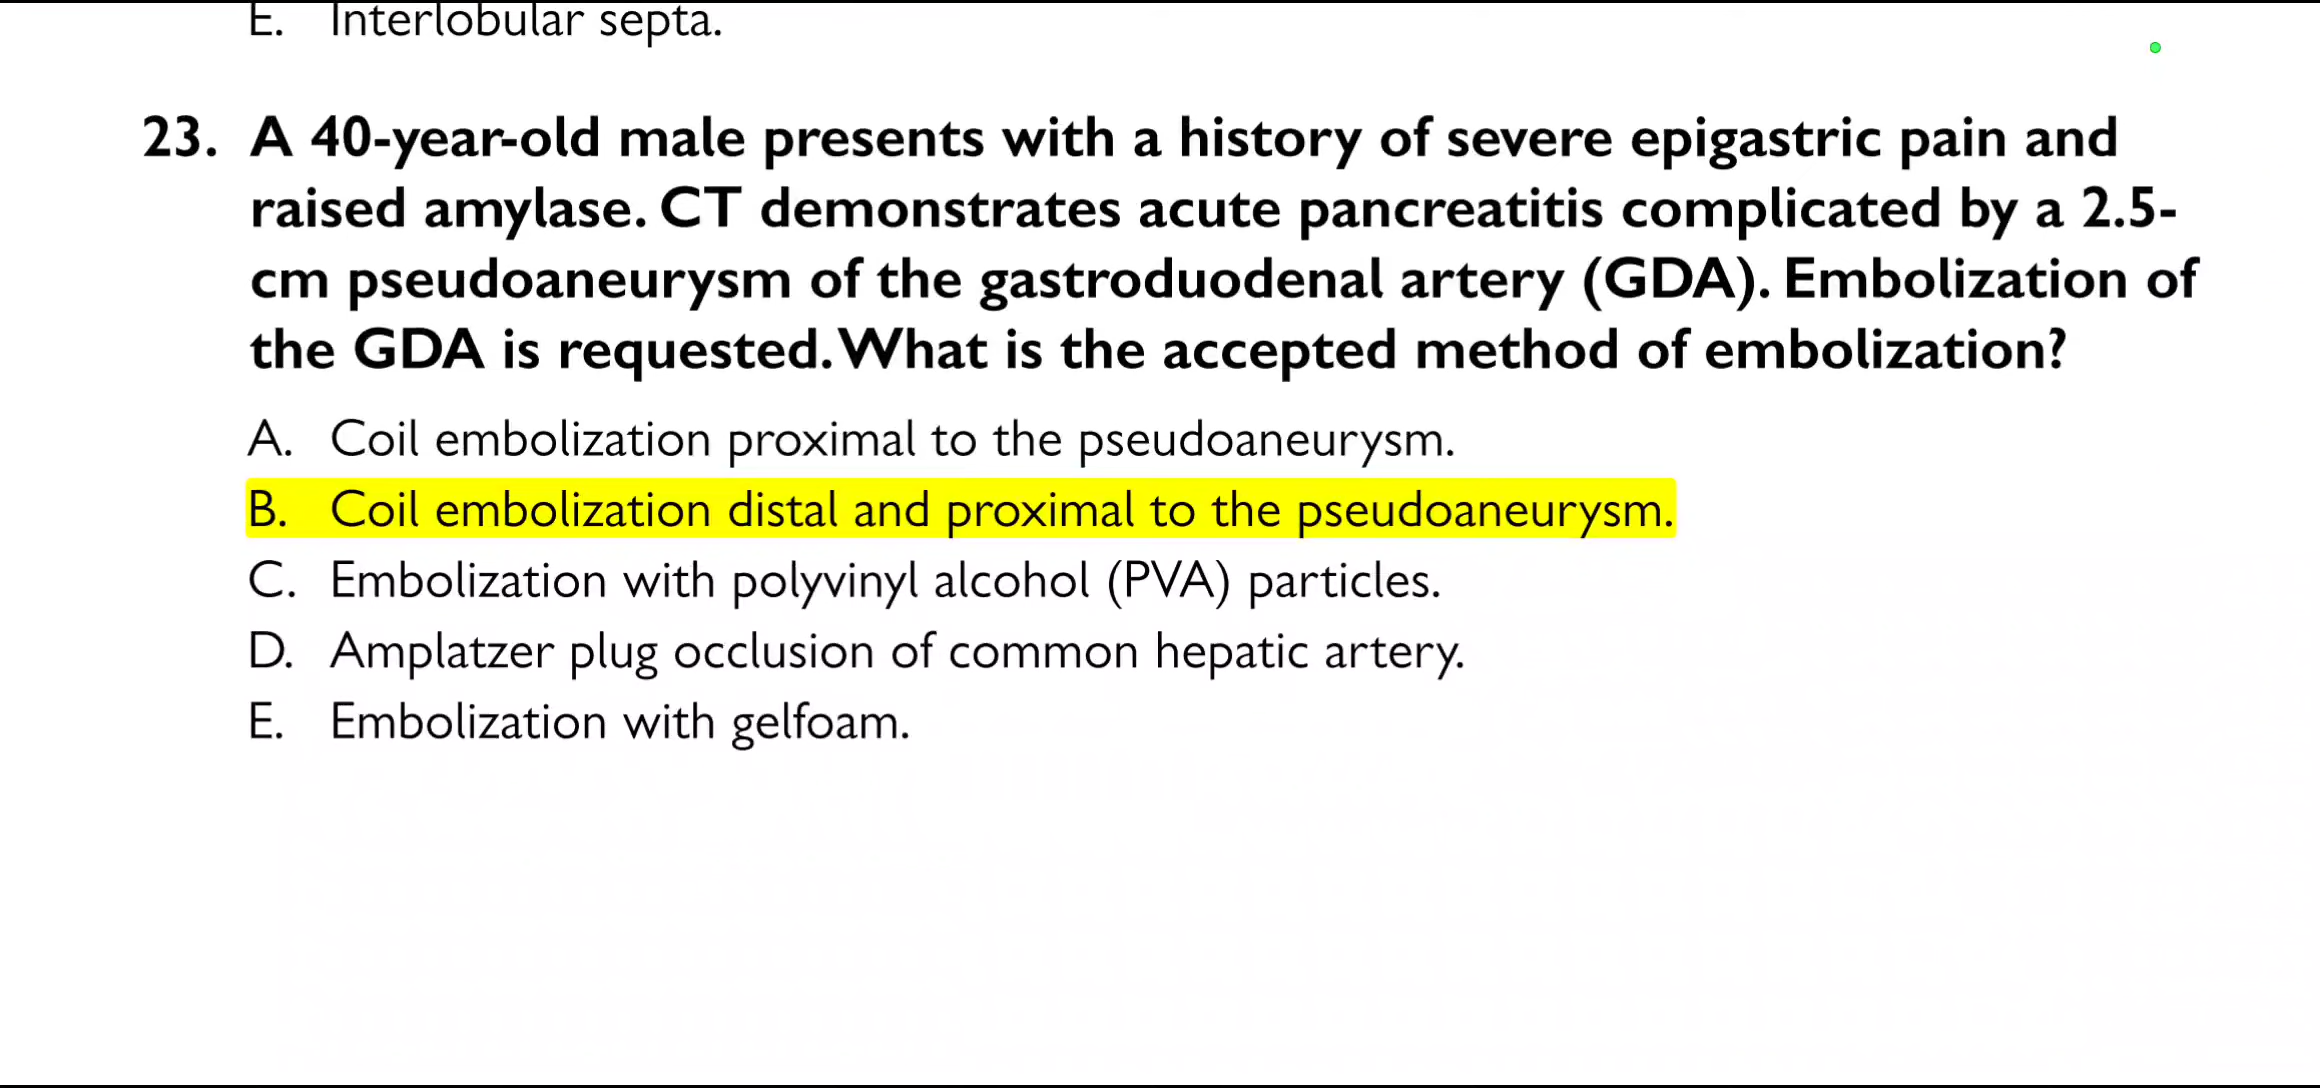 E. Interlobular septa.
23. A 40-year-old male presents with a history of severe epigastric pain and
raised amylase. CT demonstrates acute pancreatitis complicated by a 2.5-
cm pseudoaneurysm of the gastroduodenal artery (GDA). Embolization of
the GDA is requested. What is the accepted method of embolization?
A. Coil embolization proximal to the pseudoaneurysm.
B. Coil embolization distal and proximal to the pseudoaneurysm.
C. Embolization with polyvinyl alcohol (PVA) particles.
D. Amplatzer plug occlusion of common hepatic artery.
E. Embolization with gelfoam.